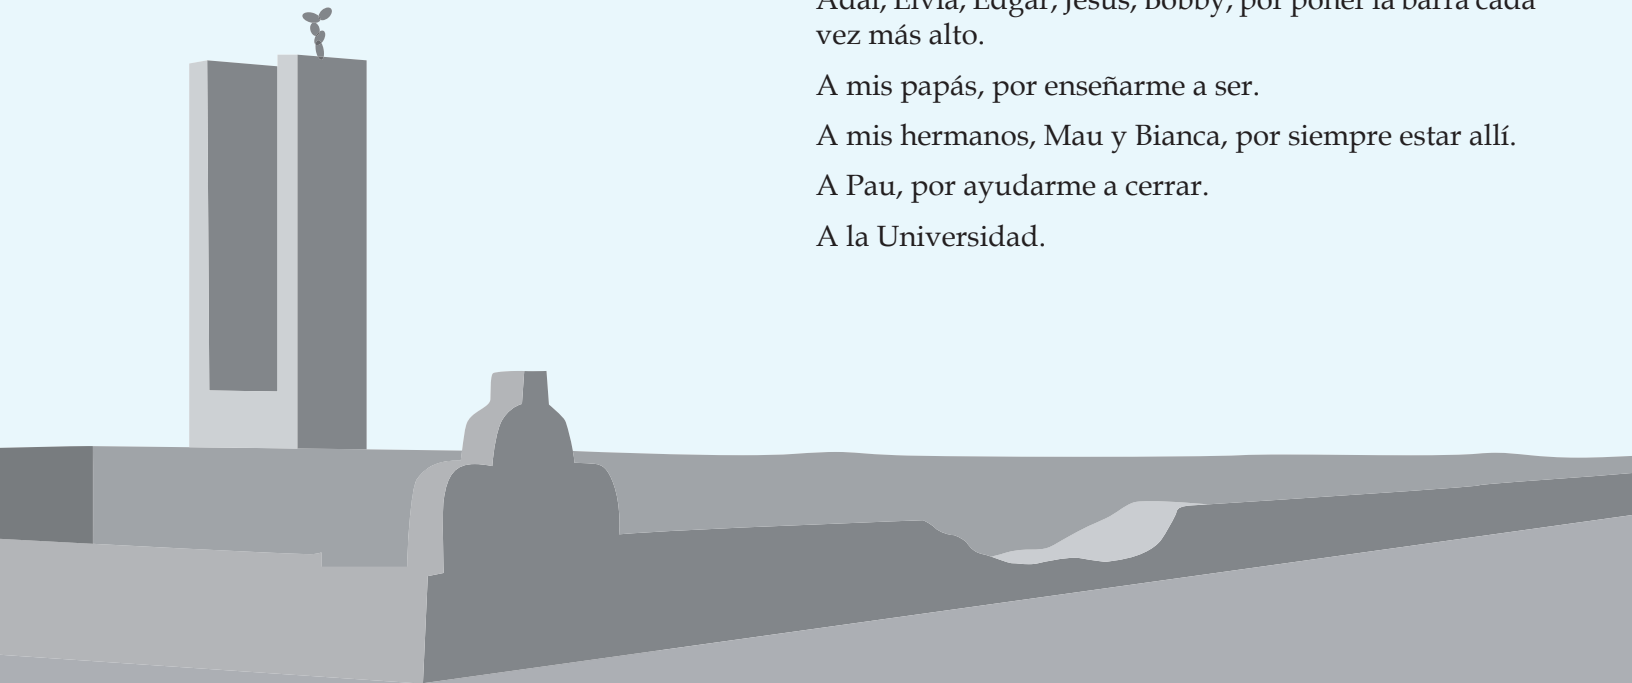 Adai, Elvia, Edgar, Jesús, Bobby, por poner la barra cada
vez más alto.
A mis papás, por enseñarme a ser.
A mis hermanos, Mau y Bianca, por siempre estar allí.
A Pau, por ayudarme a cerrar.
A la Universidad.